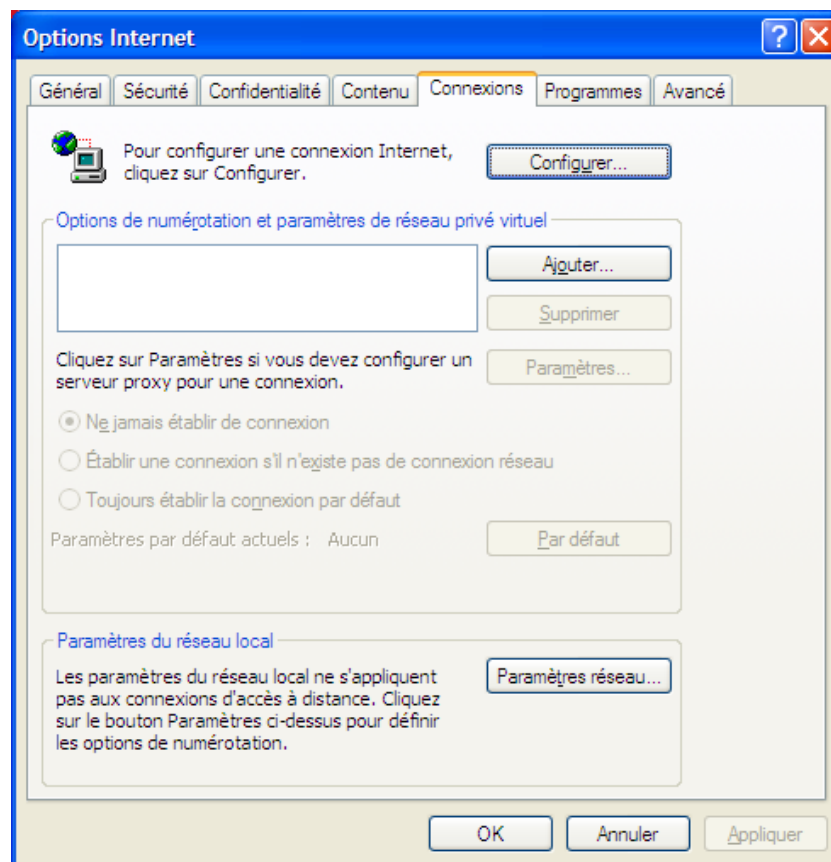 Options Internet
Général Sécurité Confidentialité Contenu Connexions Programmes Avancé
Pour configurer une connexion Internet,
cliquez sur Configurer.
Configurer...
Options de numérotation et paramètres de réseau privé virtuel
Ajouter...
Supprimer
Cliquez sur Paramètres si vous devez configurer un
serveur proxy pour une connexion.
Paramètres...
Ne jamais établir de connexion
Établir une connexion s'il n'existe pas de connexion réseau
Toujours établir la connexion par défaut
Paramètres par défaut actuels : Aucun
Par défaut
Paramètres du réseau local
Les paramètres du réseau local ne s'appliquent
pas aux connexions d'accès à distance. Cliquez
sur le bouton Paramètres ci-dessus pour définir
les options de numérotation.
Paramètres réseau...
OK Annuler Appliquer